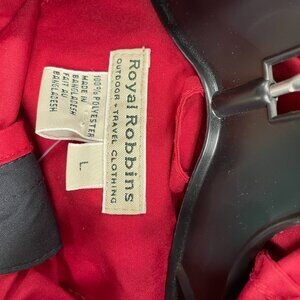 Royal Robbins
OUTDOOR + TRAVEL CLOTHING
L
100% POLYESTER
MADE IN
BANGLADESH
FAIT AU
BANGLADESH